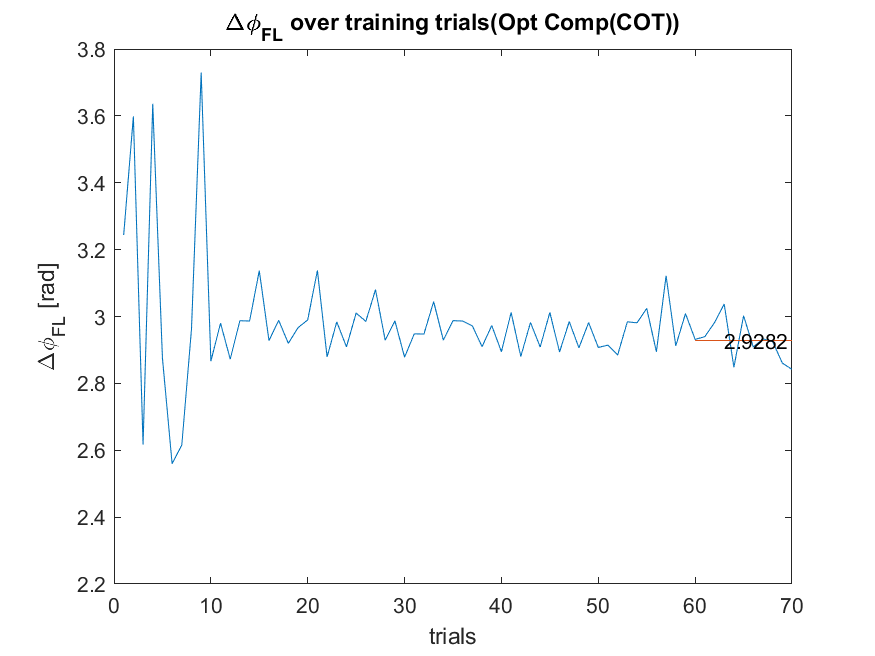 Δϕ_FL over training trials(Opt Comp(COT))
3.8
3.6
3.4
3.2
3
2.8
2.6
2.4
2.2
Δϕ_FL [rad]
2.9282
0 10 20 30 40 50 60 70
trials